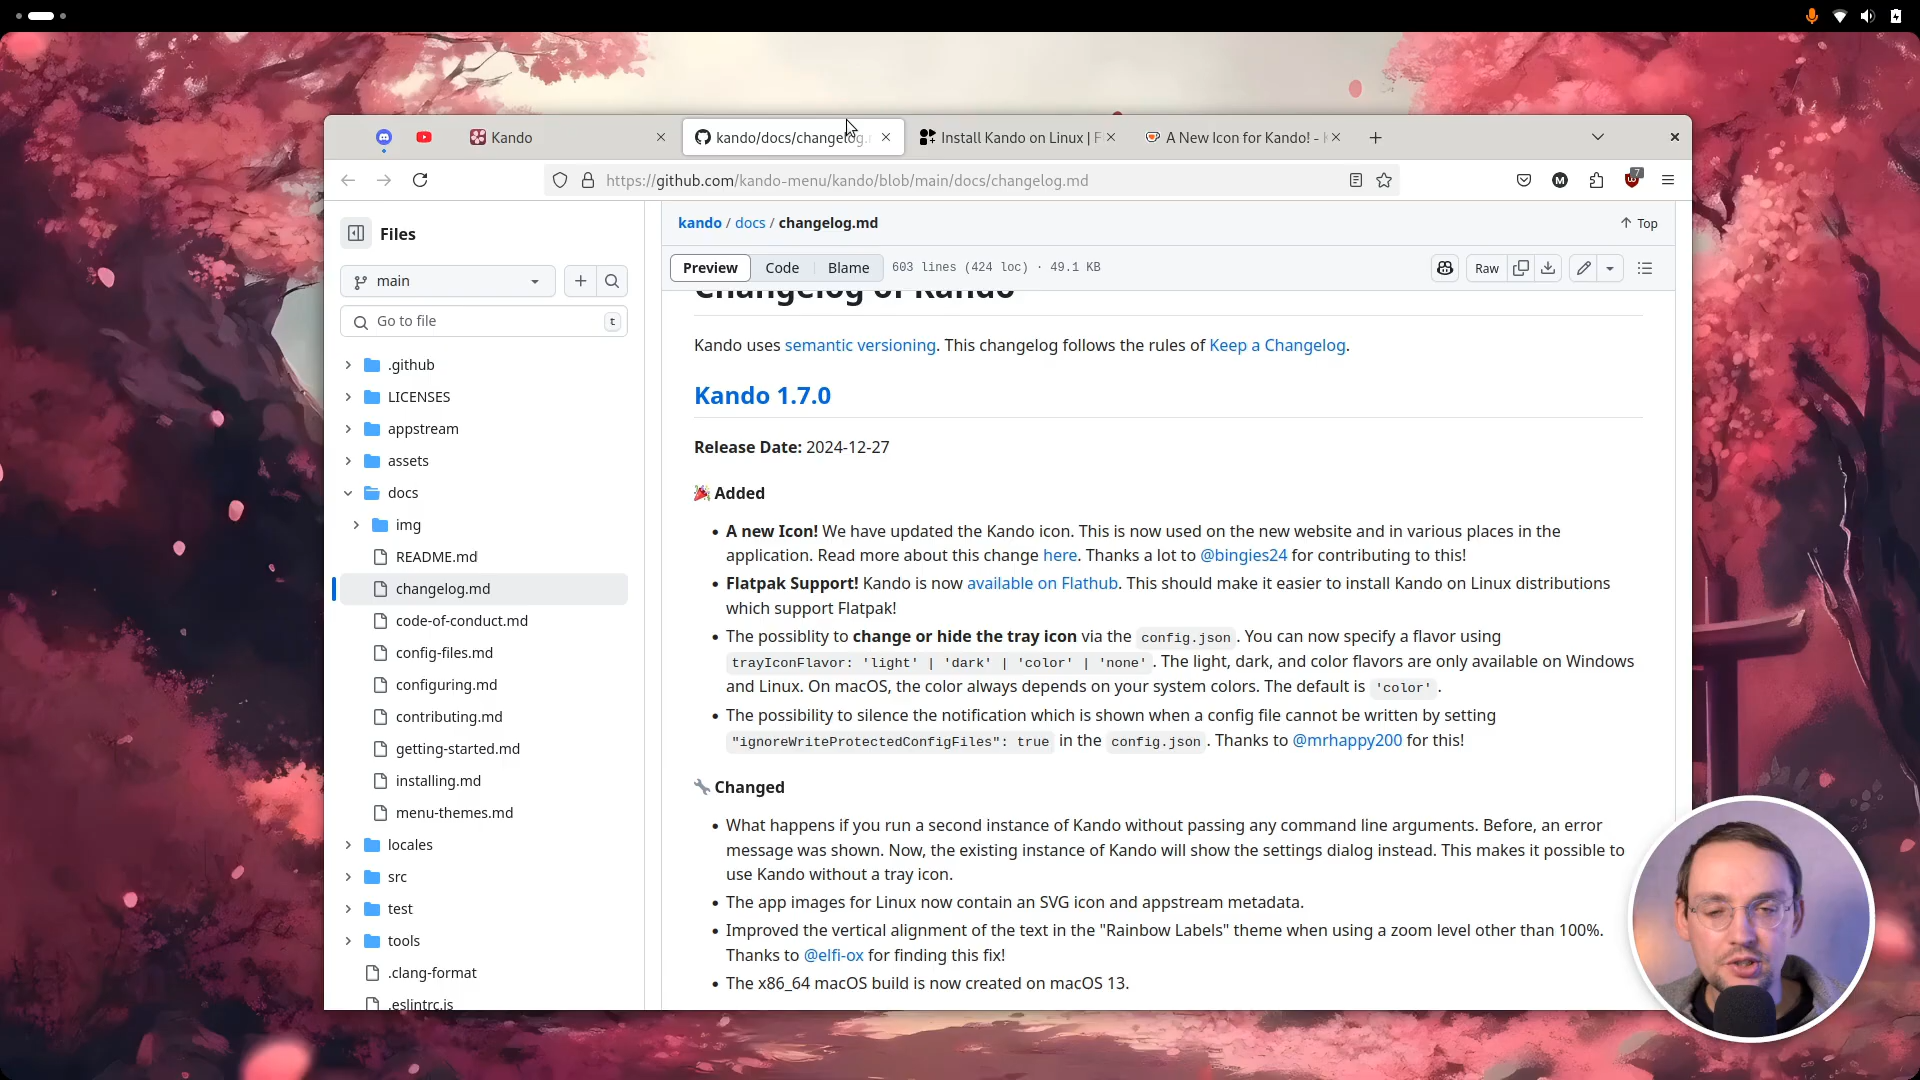 Kando
kando/docs/changelog.
Install Kando on Linux | F
A New Icon for Kando! -
https://github.com/kando-menu/kando/blob/main/docs/changelog.md
M
7
Files
main
Go to file
t
.github
LICENSES
appstream
assets
docs
img
README.md
changelog.md
code-of-conduct.md
config-files.md
configuring.md
contributing.md
getting-started.md
installing.md
menu-themes.md
locales
src
test
tools
.clang-format
.eslintrc.js
kando / docs / changelog.md
Top
Preview
Code
Blame
603 lines (424 loc) · 49.1 KB
Raw
Changelog of Kando
Kando uses semantic versioning. This changelog follows the rules of Keep a Changelog.
Kando 1.7.0
Release Date: 2024-12-27
🎉 Added
• A new Icon! We have updated the Kando icon. This is now used on the new website and in various places in the
application. Read more about this change here. Thanks a lot to @bingies24 for contributing to this!
• Flatpak Support! Kando is now available on Flathub. This should make it easier to install Kando on Linux distributions
which support Flatpak!
• The possiblity to change or hide the tray icon via the config.json. You can now specify a flavor using
trayIconFlavor: 'light' | 'dark' | 'color' | 'none'. The light, dark, and color flavors are only available on Windows
and Linux. On macOS, the color always depends on your system colors. The default is 'color'.
• The possibility to silence the notification which is shown when a config file cannot be written by setting
"ignoreWriteProtectedConfigFiles": true in the config.json. Thanks to @mrhappy200 for this!
🔧 Changed
• What happens if you run a second instance of Kando without passing any command line arguments. Before, an error
message was shown. Now, the existing instance of Kando will show the settings dialog instead. This makes it possible to
use Kando without a tray icon.
• The app images for Linux now contain an SVG icon and appstream metadata.
• Improved the vertical alignment of the text in the "Rainbow Labels" theme when using a zoom level other than 100%.
Thanks to @elfi-ox for finding this fix!
• The x86_64 macOS build is now created on macOS 13.